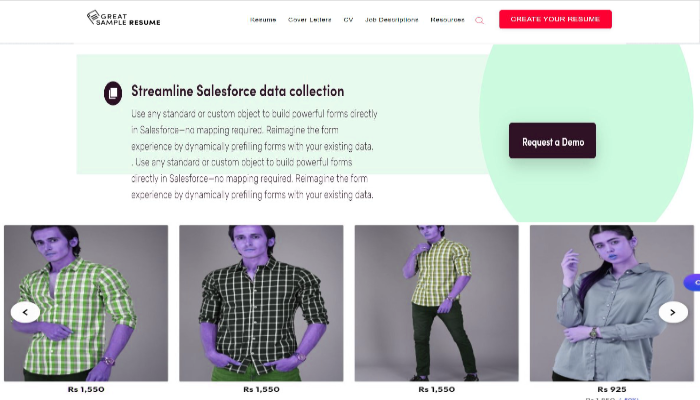 GREAT
SAMPLE RESUME
Resume Cover Letters CV Job Descriptions Resources
CREATE YOUR RESUME
Streamline Salesforce data collection
Use any standard or custom object to build powerful forms directly
in Salesforce—no mapping required. Reimagine the form
experience by dynamically prefilling forms with your existing data.
. Use any standard or custom object to build powerful forms
directly in Salesforce—no mapping required. Reimagine the form
experience by dynamically prefilling forms with your existing data.
Request a Demo
Rs 1,550 Rs 1,550 Rs 1,550 Rs 925